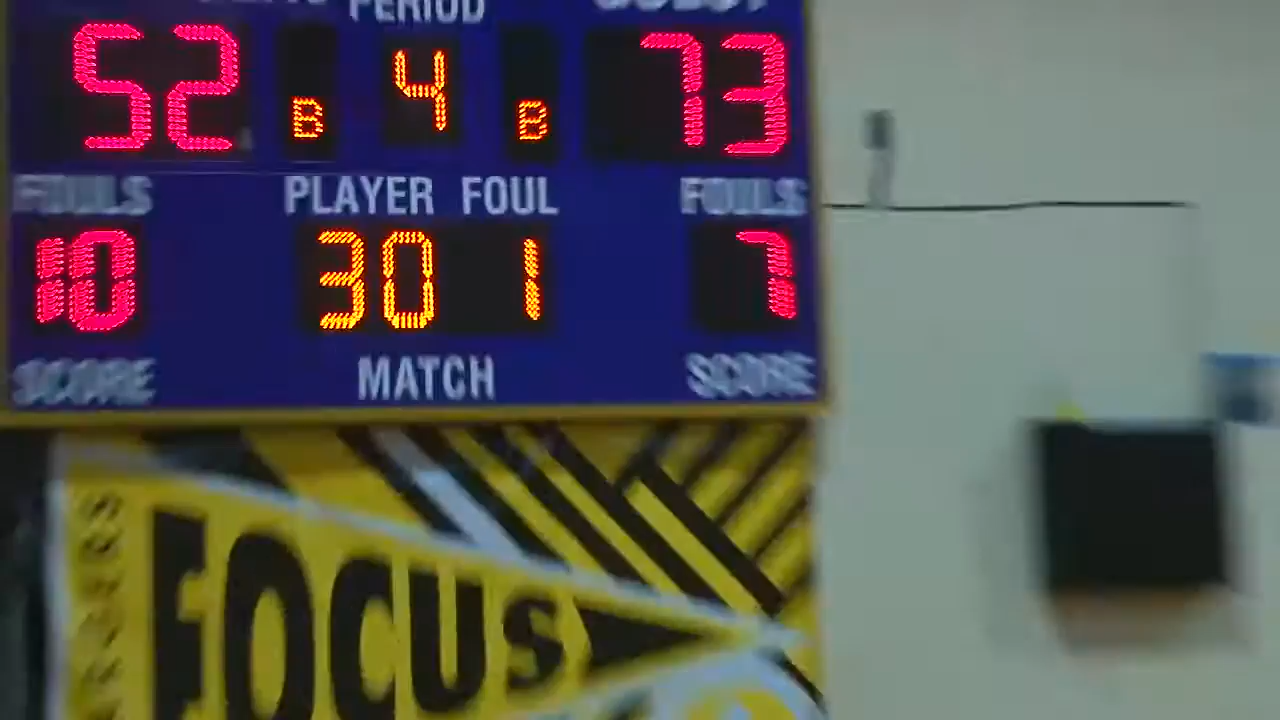 PERIOD
52 B 4 B 73
FOULS PLAYER FOUL FOULS
10 30 1 7
SCORE MATCH SCORE
FOCUS